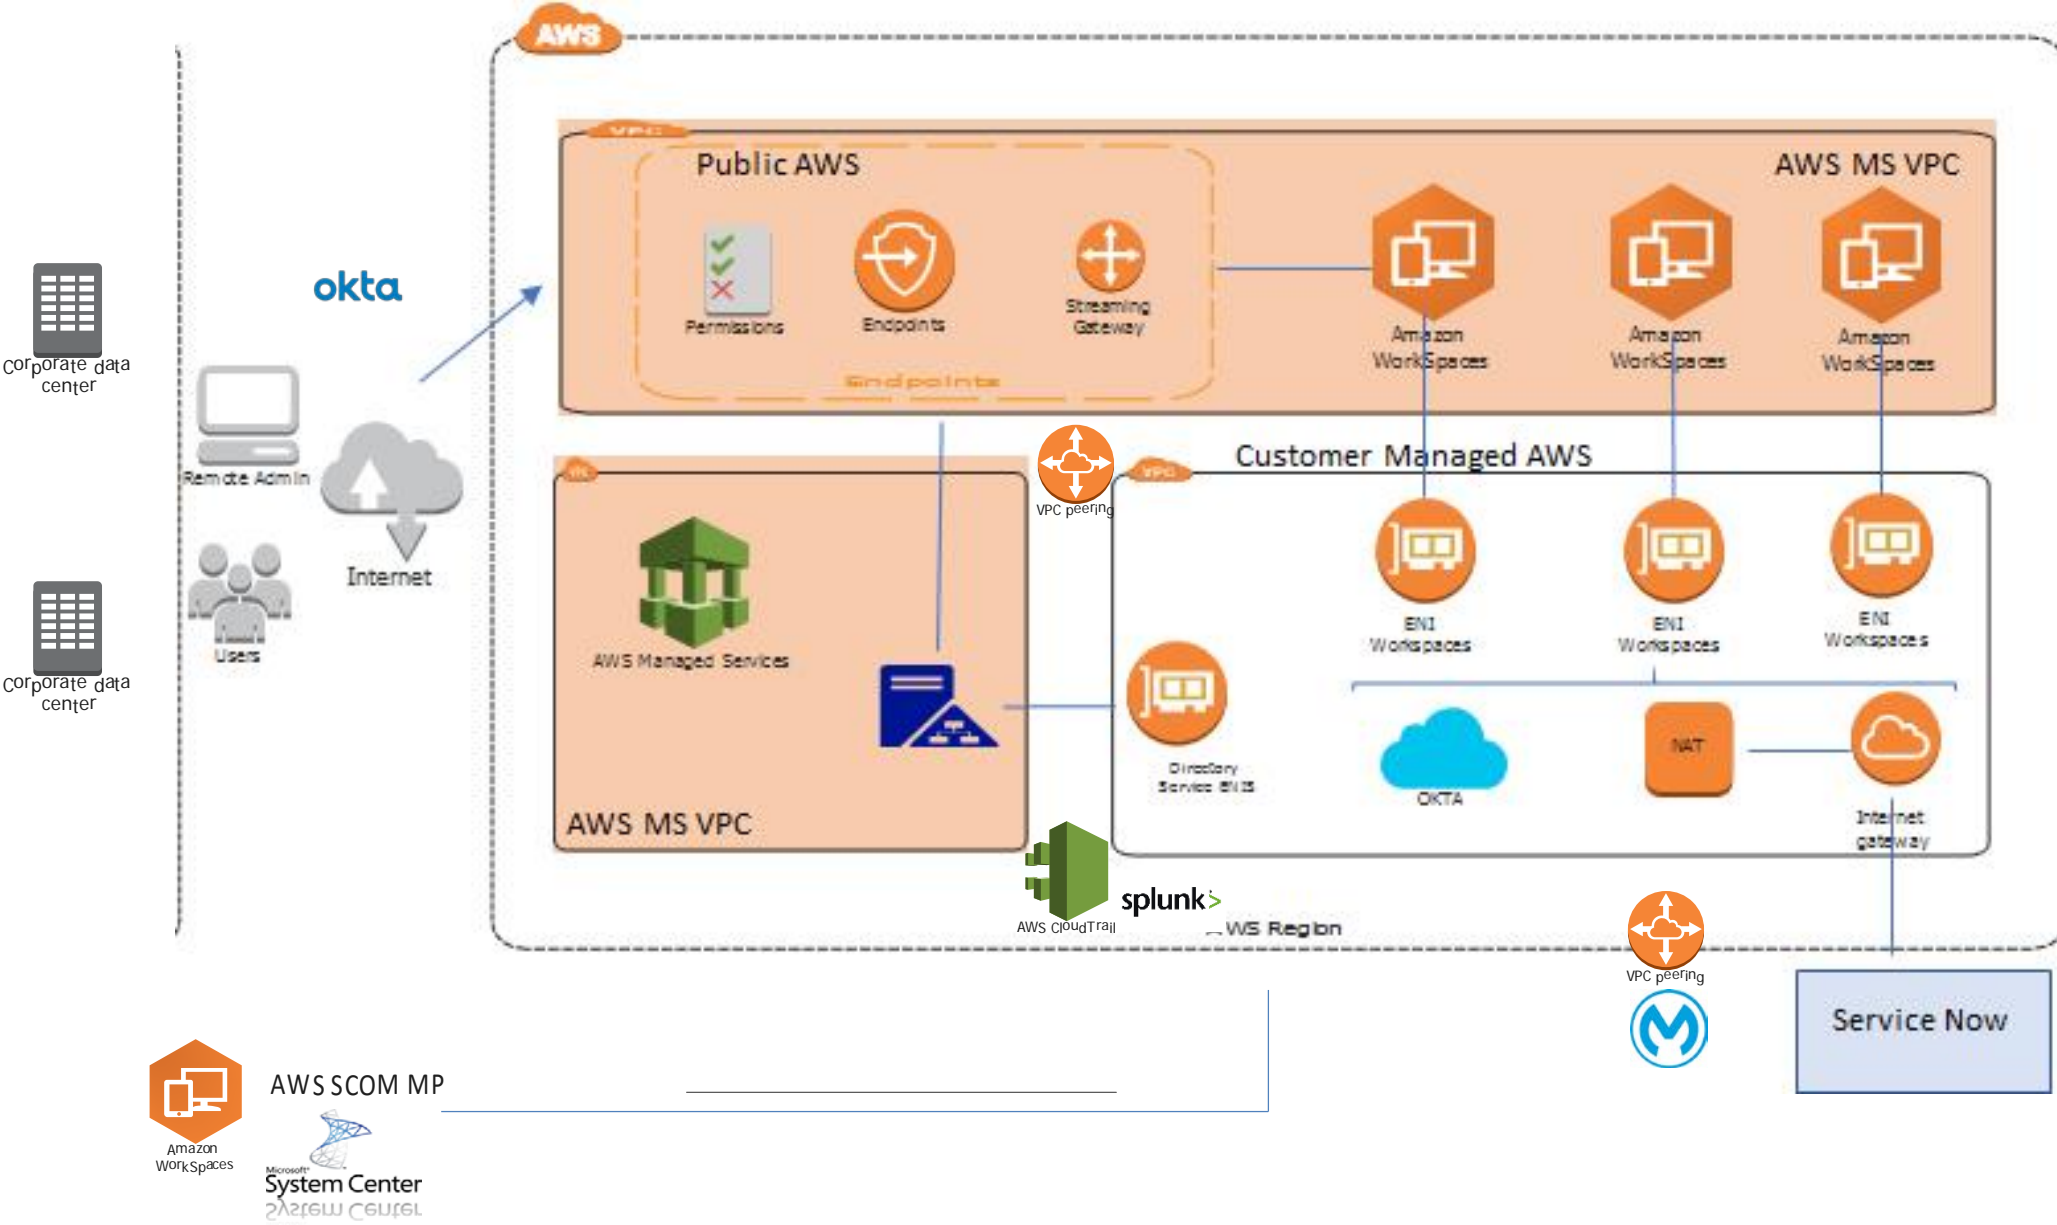 AWS
VPC
Public AWS
AWS MS VPC
Permissions
Endpoints
Streaming
Gateway
Endpoints
Amazon
WorkSpaces
Amazon
WorkSpaces
Amazon
WorkSpaces
okta
Corporate data
center
Remote Admin
Internet
Users
Corporate data
center
VPC peering
Customer Managed AWS
VPC
AWS Managed Services
AWS MS VPC
ENI
Workspaces
ENI
Workspaces
ENI
Workspaces
Directory
Service ENIS
OKTA
NAT
Internet
gateway
AWS CloudTrail
splunk>
AWS Region
VPC peering
Service Now
Amazon
WorkSpaces
AWS SCOM MP
Microsoft
System Center